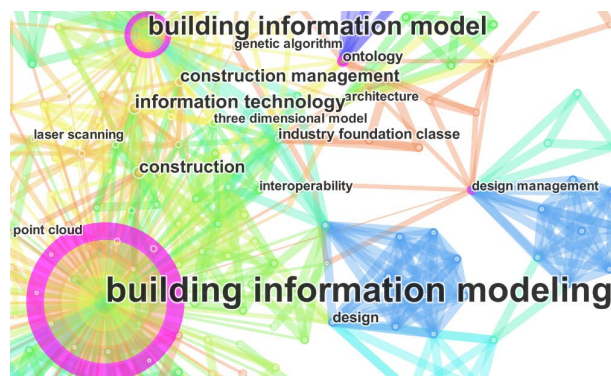 building information model
genetic algorithm
ontology
construction management
information technology
architecture
three dimensional model
laser scanning
industry foundation classe
construction
interoperability
design management
point cloud
building information modeling
design